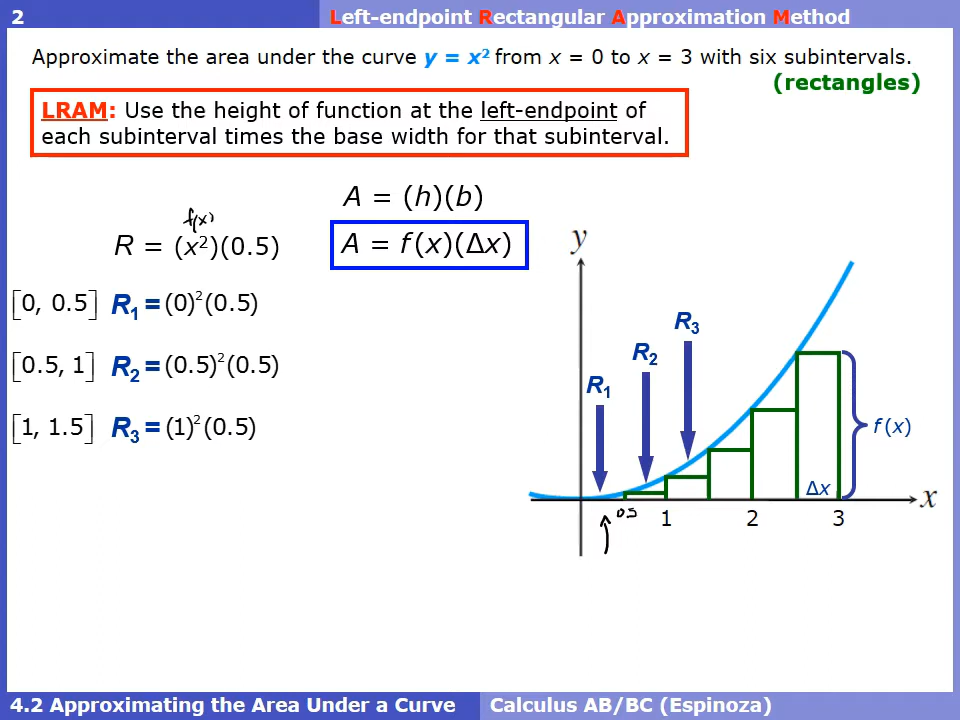 2
Left-endpoint Rectangular Approximation Method
Approximate the area under the curve y = x² from x = 0 to x = 3 with six subintervals.
(rectangles)
LRAM: Use the height of function at the left-endpoint of
each subinterval times the base width for that subinterval.
A = (h)(b)
f(x)
R = (x²)(0.5)
A = f(x)(Δx)
[0, 0.5] R₁ = (0)²(0.5)
[0.5, 1] R₂ = (0.5)²(0.5)
[1, 1.5] R₃ = (1)²(0.5)
y
R₃
R₂
R₁
f(x)
Δx
x
0.5
1
2
3
4.2 Approximating the Area Under a Curve
Calculus AB/BC (Espinoza)